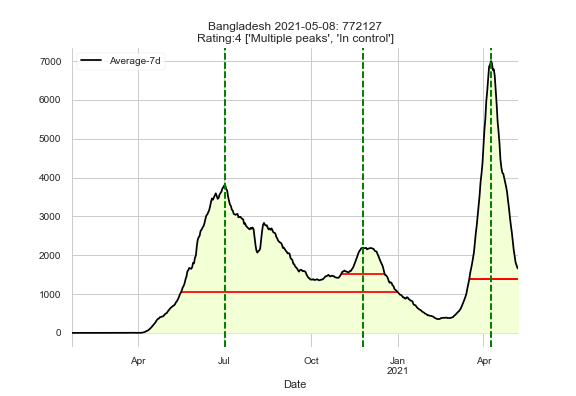 Bangladesh 2021-05-08: 772127
Rating:4 ['Multiple peaks', 'In control']
Average-7d
7000
6000
5000
4000
3000
2000
1000
0
Apr Jul Oct Jan Apr
2021
Date